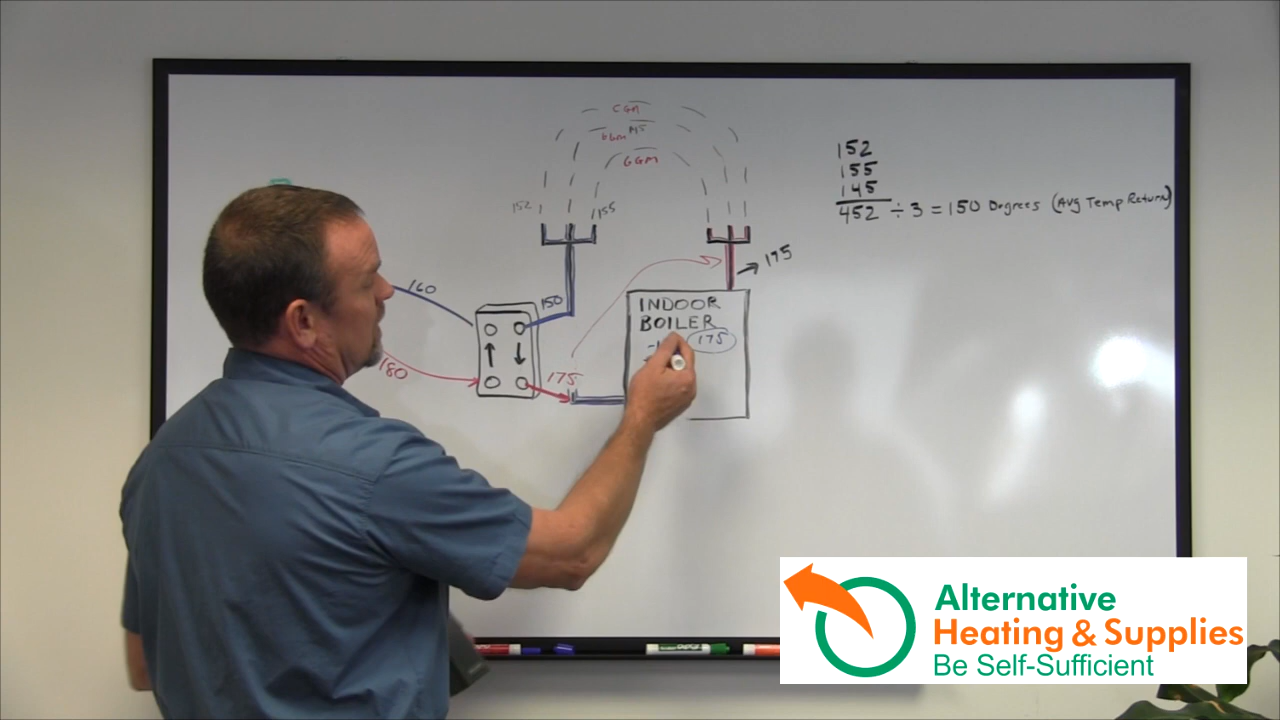 CGM
6GM
152
155
152
155
145
452 ÷ 3 = 150 Degrees (Avg Temp Return)
175
160
150
INDOOR
BOILER
175
180
175
Alternative
Heating & Supplies
Be Self-Sufficient